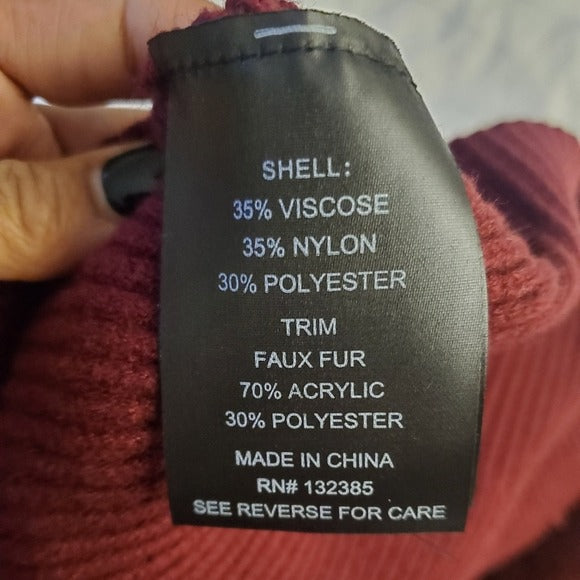 SHELL:
35% VISCOSE
35% NYLON
30% POLYESTER
TRIM
FAUX FUR
70% ACRYLIC
30% POLYESTER
MADE IN CHINA
RN# 132385
SEE REVERSE FOR CARE